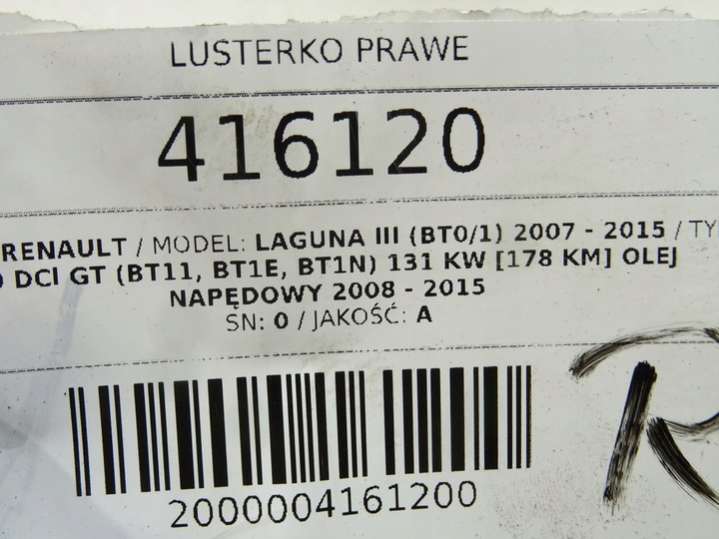 LUSTERKO PRAWE
416120
RENAULT / MODEL: LAGUNA III (BT0/1) 2007 - 2015 / TY
DCI GT (BT11, BT1E, BT1N) 131 KW [178 KM] OLEJ
NAPĘDOWY 2008 - 2015
SN: 0 / JAKOŚĆ: A
R
2000004161200